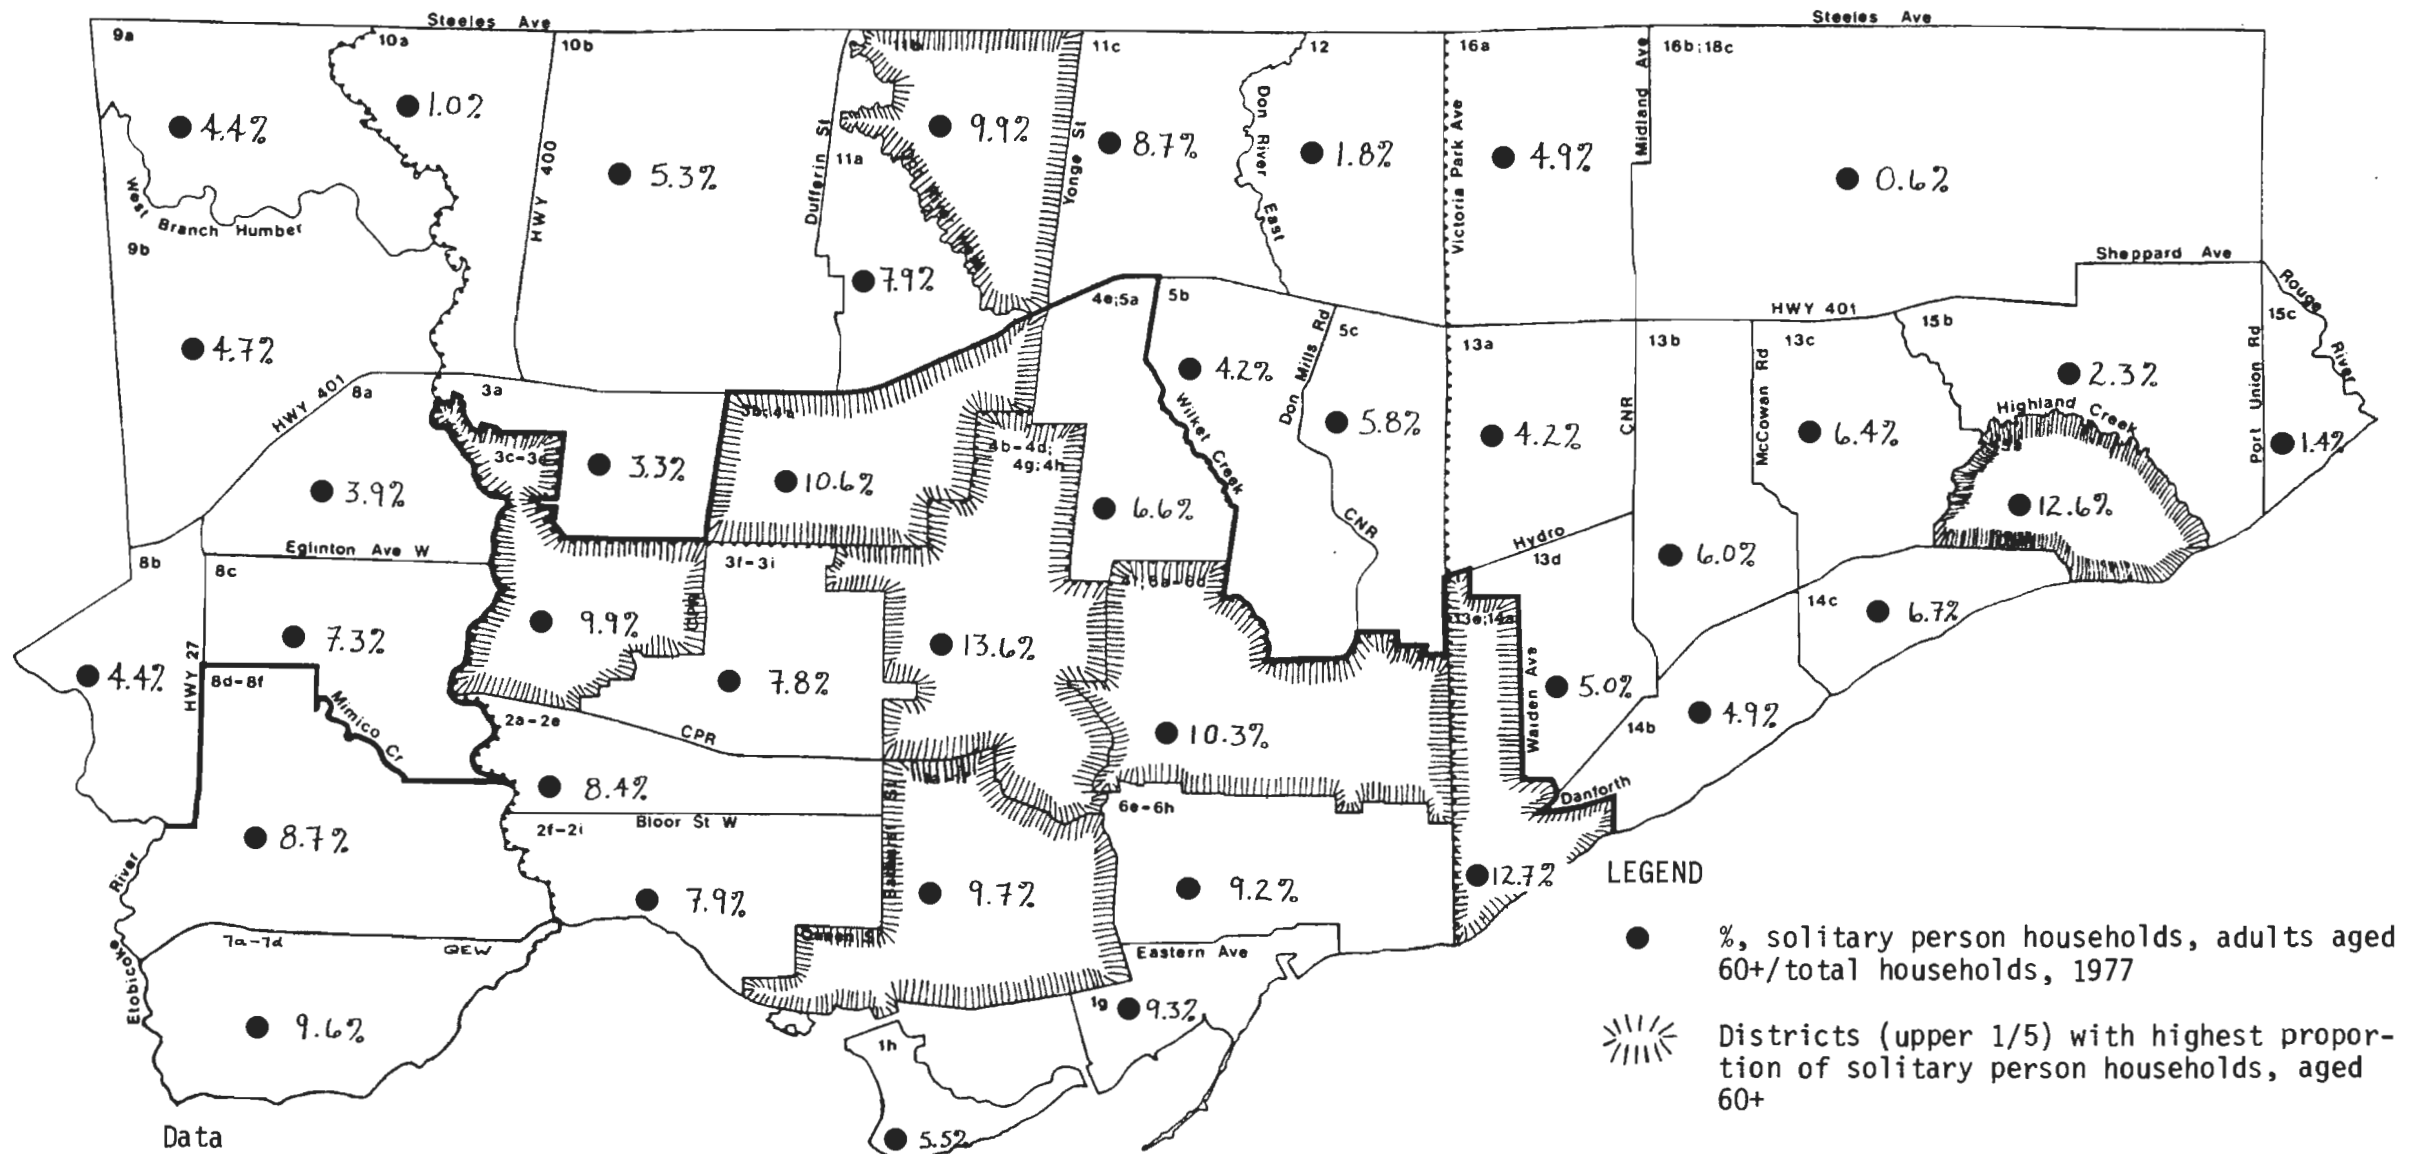 Steeles Ave
Steeles Ave
9a
10a
10b
11b
11c
12
16a
16b;18c
4.4%
1.0%
5.3%
9.9%
8.7%
1.8%
4.9%
0.6%
HWY 400
Dufferin St
11a
Yonge St
Don River East
Victoria Park Ave
Midland Ave
West Branch Humber
9b
7.9%
Sheppard Ave
4.7%
HWY 401
8a
3a
4e;5a
5b
5c
13a
HWY 401
13b
13c
15b
15c
Rouge River
Port Union Rd
4.2%
Don Mills Rd
Wilket Creek
5.8%
4.2%
CNR
McCowan Rd
6.4%
2.3%
Highland Creek
1.4%
3b;4a
3c-3e
3.3%
10.6%
4b-4d;
4g;4h
3.9%
6.6%
CNR
12.6%
Eglinton Ave W
8b
8c
3f-3i
Hydro
13d
6.0%
14c
6.7%
9.9%
13.6%
13e;14a
7.3%
4.4%
HWY 27
8d-8f
Mimico Cr
7.8%
CPR
2a-2e
10.3%
Warden Ave
5.0%
4.9%
14b
Danforth
8.4%
Bloor St W
2f-2i
6e-6h
8.7%
7.9%
9.7%
9.2%
12.7%
Queen St
Eastern Ave
River
Etobicoke
7a-7d
QEW
9.6%
1g
9.3%
1h
5.5%
Data
LEGEND
%, solitary person households, adults aged
60+/total households, 1977
Districts (upper 1/5) with highest propor-
tion of solitary person households, aged
60+